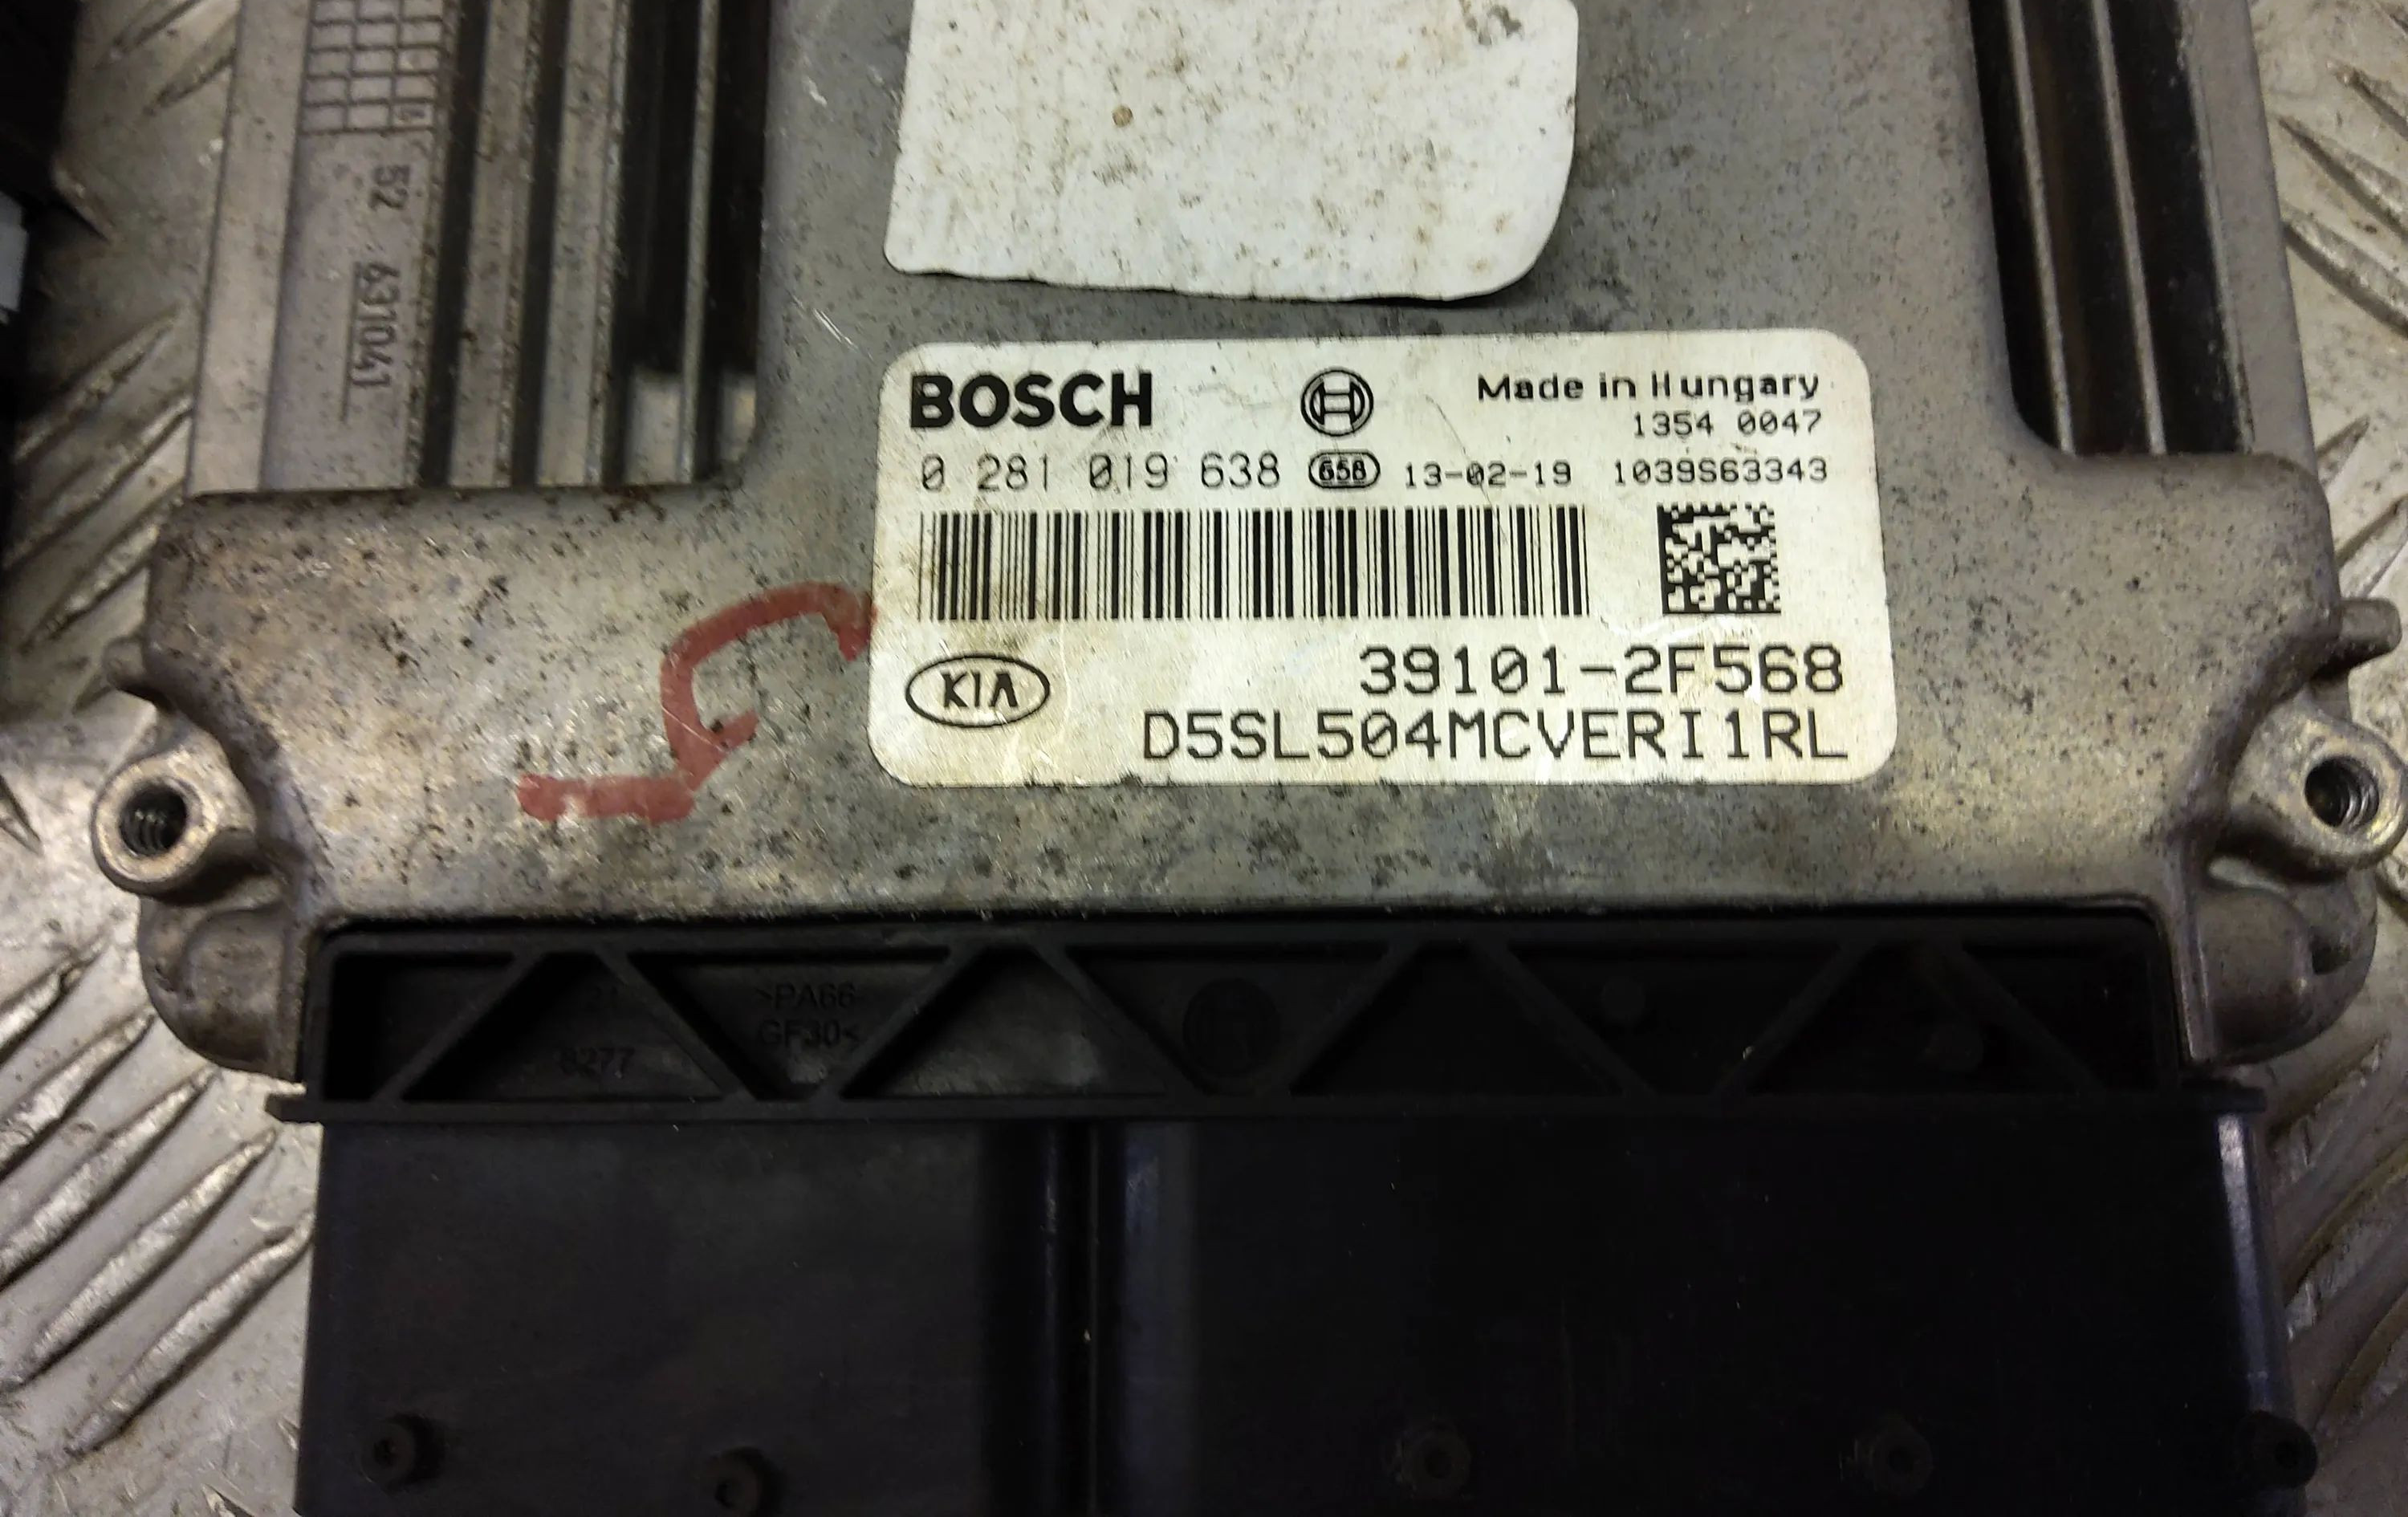 52
631041
BOSCH
Made in Hungary
1354 0047
0 281 019 638 658 13-02-19 1039S63343
KIA
39101-2F568
D5SL504MCVERI1RL
>PA66
GF30<
8277